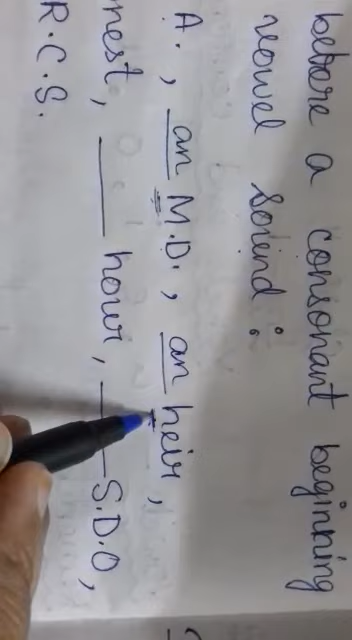 before a consonant beginning
vowel sound :
A. , an M.D. , an heir ,
nest , ____ hour , ____ S.D.O ,
R.C.S.